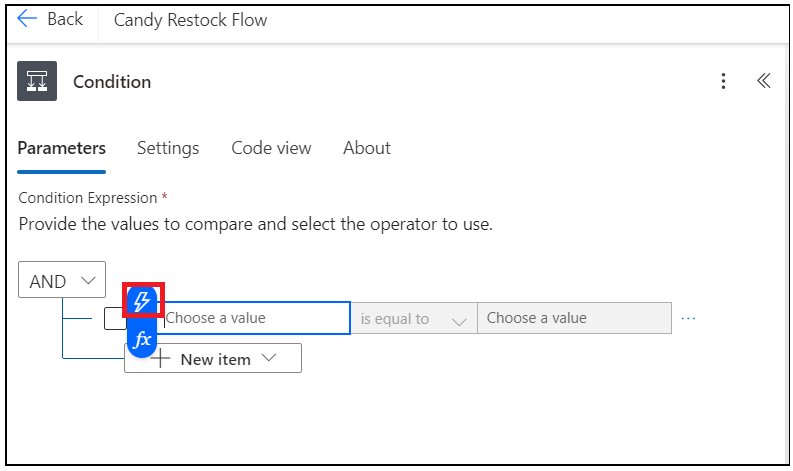 Back Candy Restock Flow
Condition
Parameters Settings Code view About
Condition Expression *
Provide the values to compare and select the operator to use.
AND
Choose a value is equal to Choose a value ...
fx
New item